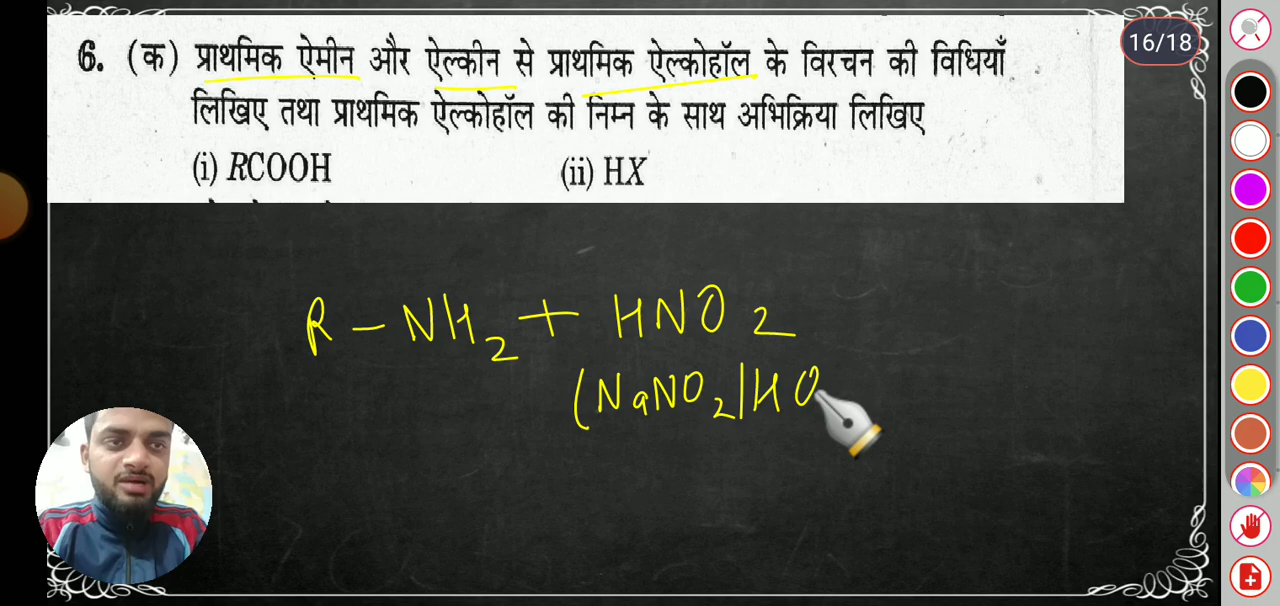 6. (क) प्राथमिक ऐमीन और ऐल्कीन से प्राथमिक ऐल्कोहॉल के विरचन की विधियाँ
लिखिए तथा प्राथमिक ऐल्कोहॉल की निम्न के साथ अभिक्रिया लिखिए
(i) RCOOH (ii) HX
16/18
R - NH2 + HNO2
(NaNO2|HO